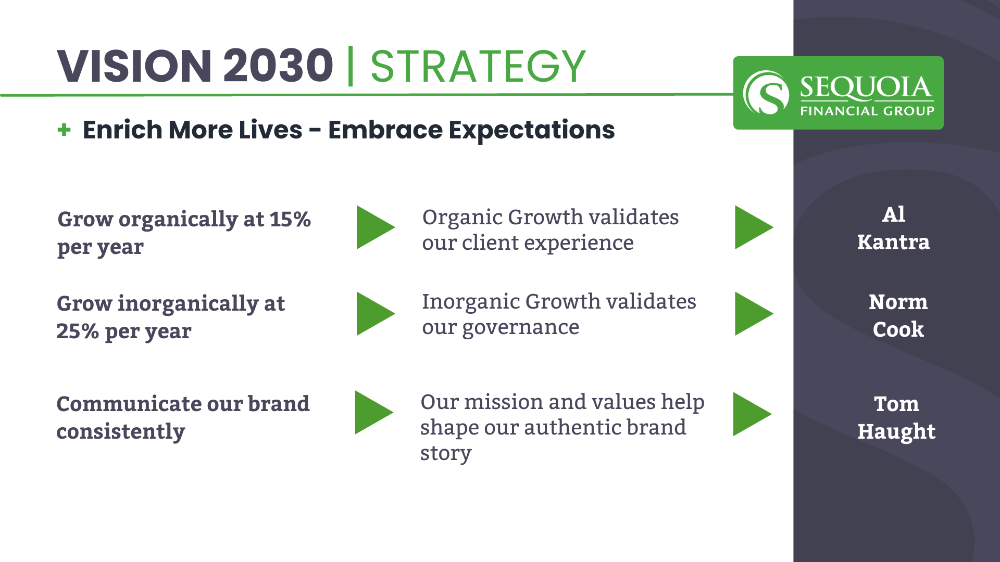 VISION 2030 | STRATEGY
SEQUOIA
FINANCIAL GROUP
+ Enrich More Lives - Embrace Expectations
Grow organically at 15%
per year
Organic Growth validates
our client experience
Al
Kantra
Grow inorganically at
25% per year
Inorganic Growth validates
our governance
Norm
Cook
Communicate our brand
consistently
Our mission and values help
shape our authentic brand
story
Tom
Haught